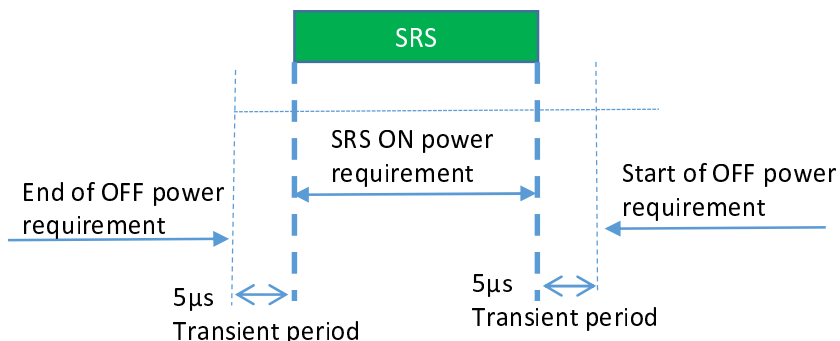 SRS
SRS ON power
requirement
End of OFF power
requirement
Start of OFF power
requirement
5µs
Transient period
5µs
Transient period